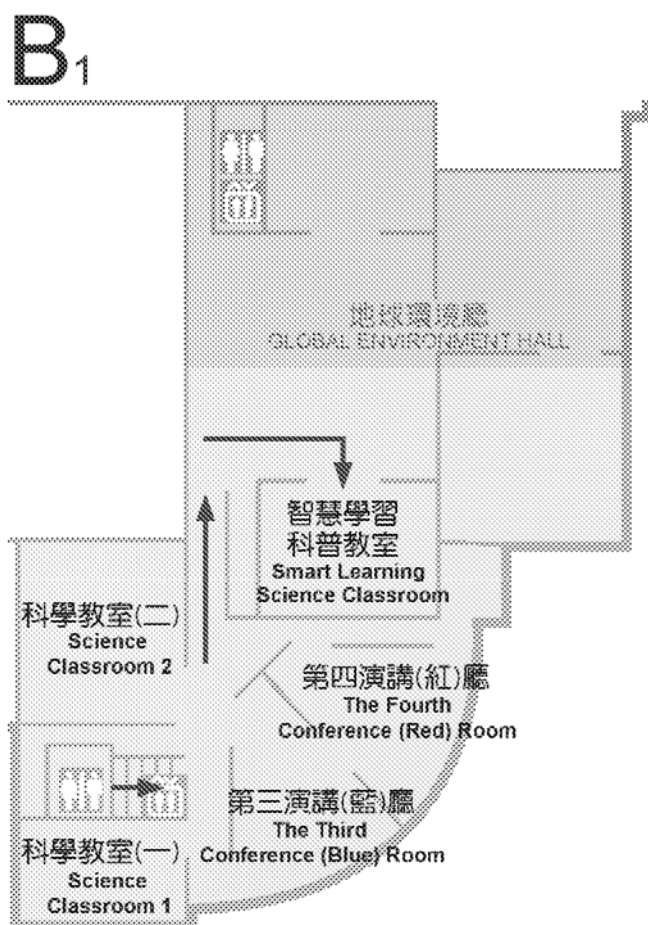 B1
地球環境廳
GLOBAL ENVIRONMENT HALL
智慧學習
科普教室
Smart Learning
Science Classroom
科學教室(二)
Science
Classroom 2
第四演講(紅)廳
The Fourth
Conference (Red) Room
第三演講(藍)廳
The Third
Conference (Blue) Room
科學教室(一)
Science
Classroom 1